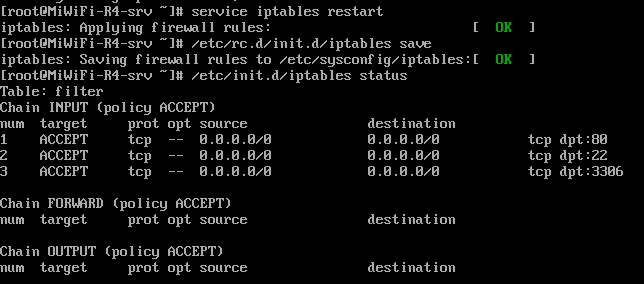 [root@MiWiFi-R4-srv ~]# service iptables restart
iptables: Applying firewall rules: [ OK ]
[root@MiWiFi-R4-srv ~]# /etc/rc.d/init.d/iptables save
iptables: Saving firewall rules to /etc/sysconfig/iptables:[ OK ]
[root@MiWiFi-R4-srv ~]# /etc/init.d/iptables status
Table: filter
Chain INPUT (policy ACCEPT)
num target prot opt source destination
1 ACCEPT tcp -- 0.0.0.0/0 0.0.0.0/0 tcp dpt:80
2 ACCEPT tcp -- 0.0.0.0/0 0.0.0.0/0 tcp dpt:22
3 ACCEPT tcp -- 0.0.0.0/0 0.0.0.0/0 tcp dpt:3306
Chain FORWARD (policy ACCEPT)
num target prot opt source destination
Chain OUTPUT (policy ACCEPT)
num target prot opt source destination